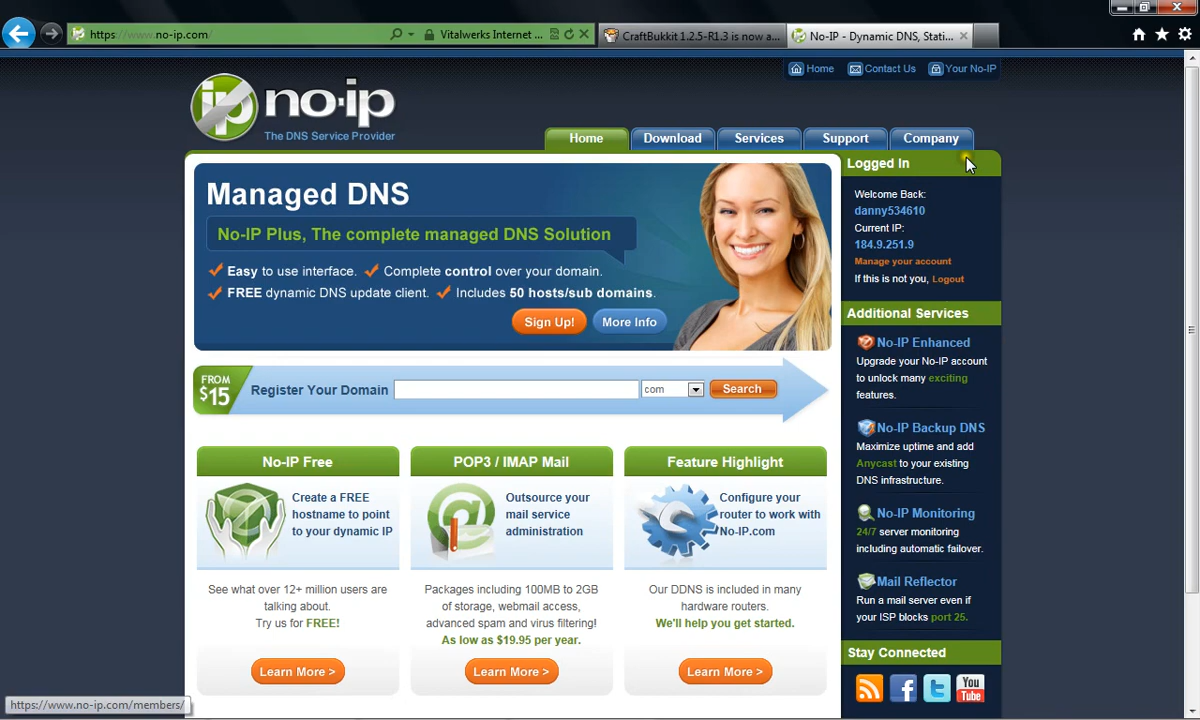 https://www.no-ip.com/
Vitalwerks Internet ...
CraftBukkit 1.2.5-R1.3 is now a...
No-IP - Dynamic DNS, Stati...
Home
Contact Us
Your No-IP
ip no·ip
The DNS Service Provider
Home
Download
Services
Support
Company
Managed DNS
No-IP Plus, The complete managed DNS Solution
Easy to use interface.
Complete control over your domain.
FREE dynamic DNS update client.
Includes 50 hosts/sub domains.
Sign Up!
More Info
FROM
$15
Register Your Domain
com
Search
No-IP Free
Create a FREE
hostname to point
to your dynamic IP
See what over 12+ million users are
talking about.
Try us for FREE!
Learn More >
POP3 / IMAP Mail
Outsource your
mail service
administration
Packages including 100MB to 2GB
of storage, webmail access,
advanced spam and virus filtering!
As low as $19.95 per year.
Learn More >
Feature Highlight
Configure your
router to work with
No-IP.com
Our DDNS is included in many
hardware routers.
We'll help you get started.
Learn More >
Logged In
Welcome Back:
danny534610
Current IP:
184.9.251.9
Manage your account
If this is not you, Logout
Additional Services
No-IP Enhanced
Upgrade your No-IP account
to unlock many exciting
features.
No-IP Backup DNS
Maximize uptime and add
Anycast to your existing
DNS infrastructure.
No-IP Monitoring
24/7 server monitoring
including automatic failover.
Mail Reflector
Run a mail server even if
your ISP blocks port 25.
Stay Connected
You
Tube
https://www.no-ip.com/members/